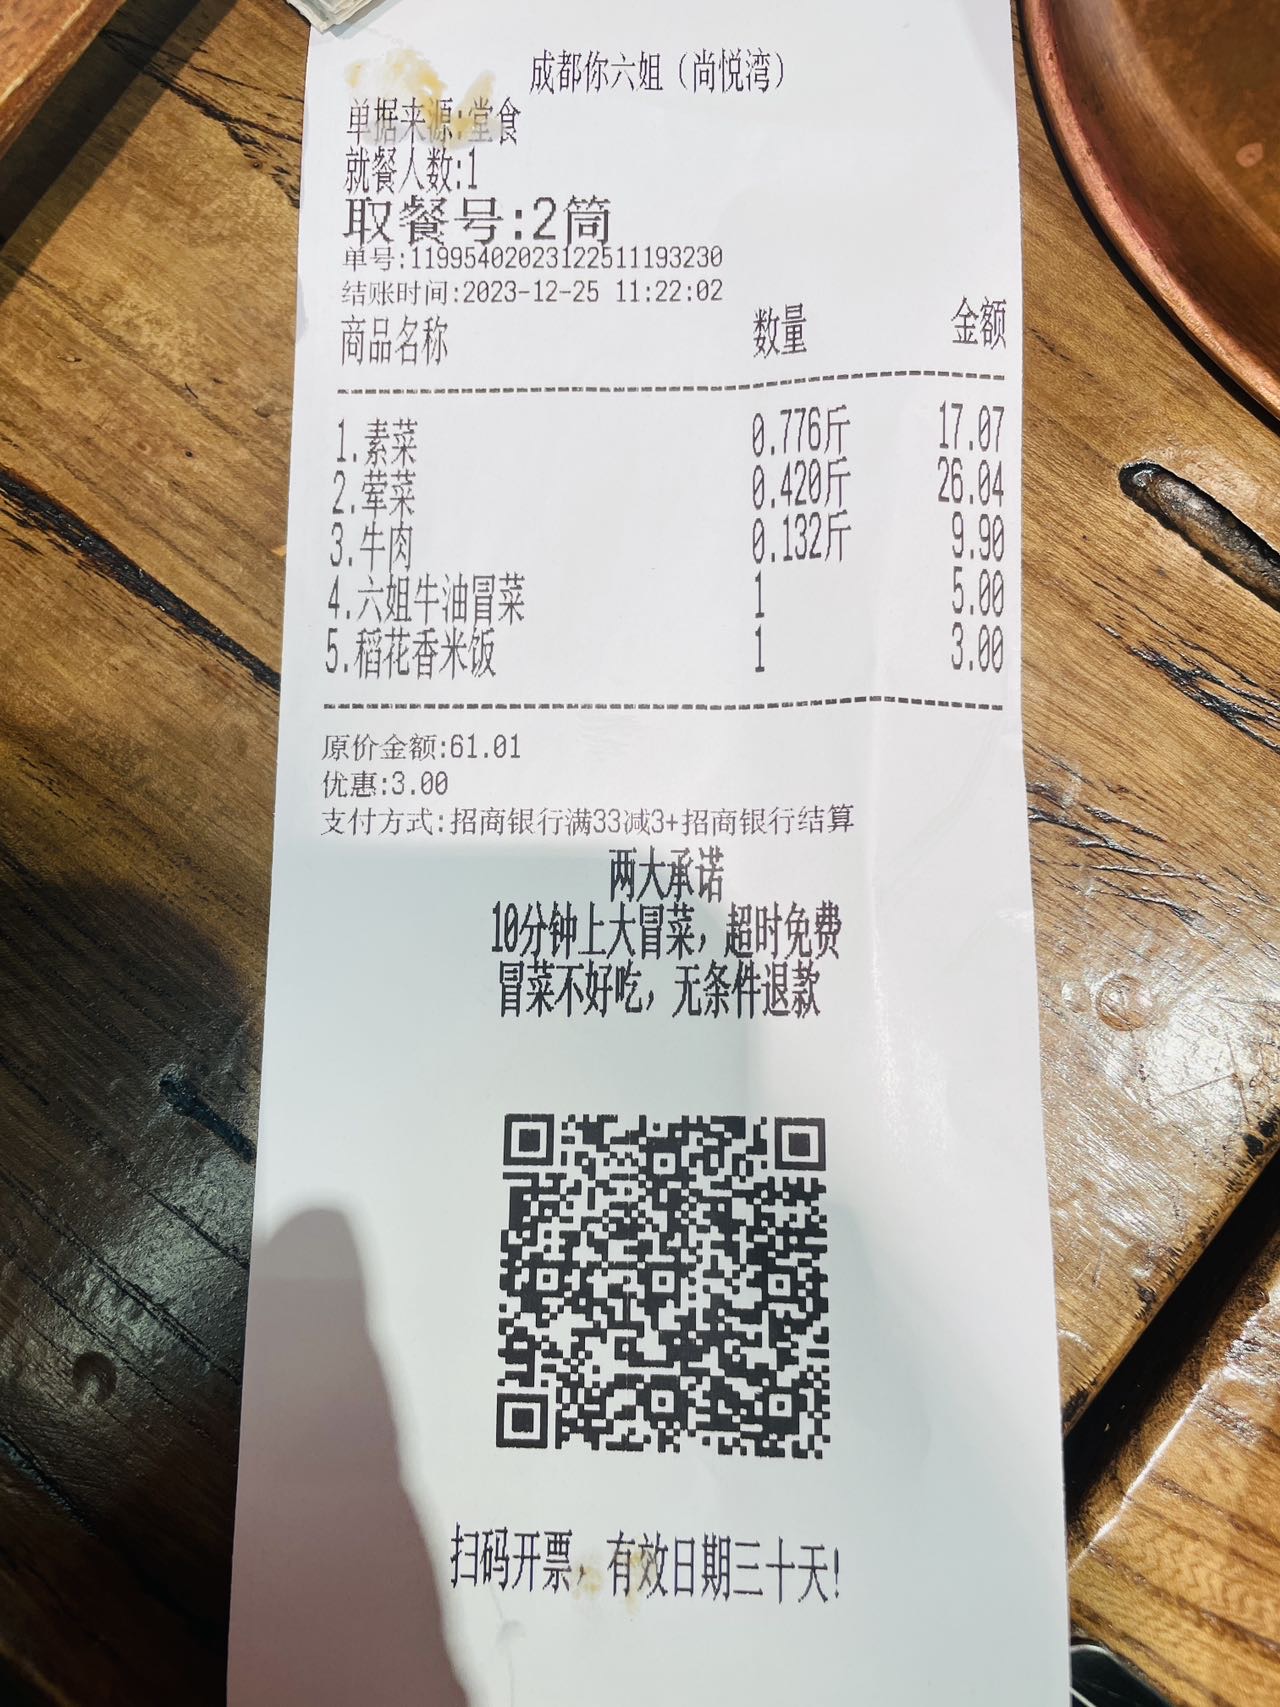 成都你六姐（尚悦湾）
单据来源:堂食
就餐人数:1
取餐号:2筒
单号:11995402023122511193230
结账时间:2023-12-25 11:22:02
商品名称 数量 金额
1.素菜 0.776斤 17.07
2.荤菜 0.420斤 26.04
3.牛肉 0.132斤 9.90
4.六姐牛油冒菜 1 5.00
5.稻花香米饭 1 3.00
原价金额:61.01
优惠:3.00
支付方式:招商银行满33减3+招商银行结算
两大承诺
10分钟上大冒菜，超时免费
冒菜不好吃，无条件退款
扫码开票，有效日期三十天!